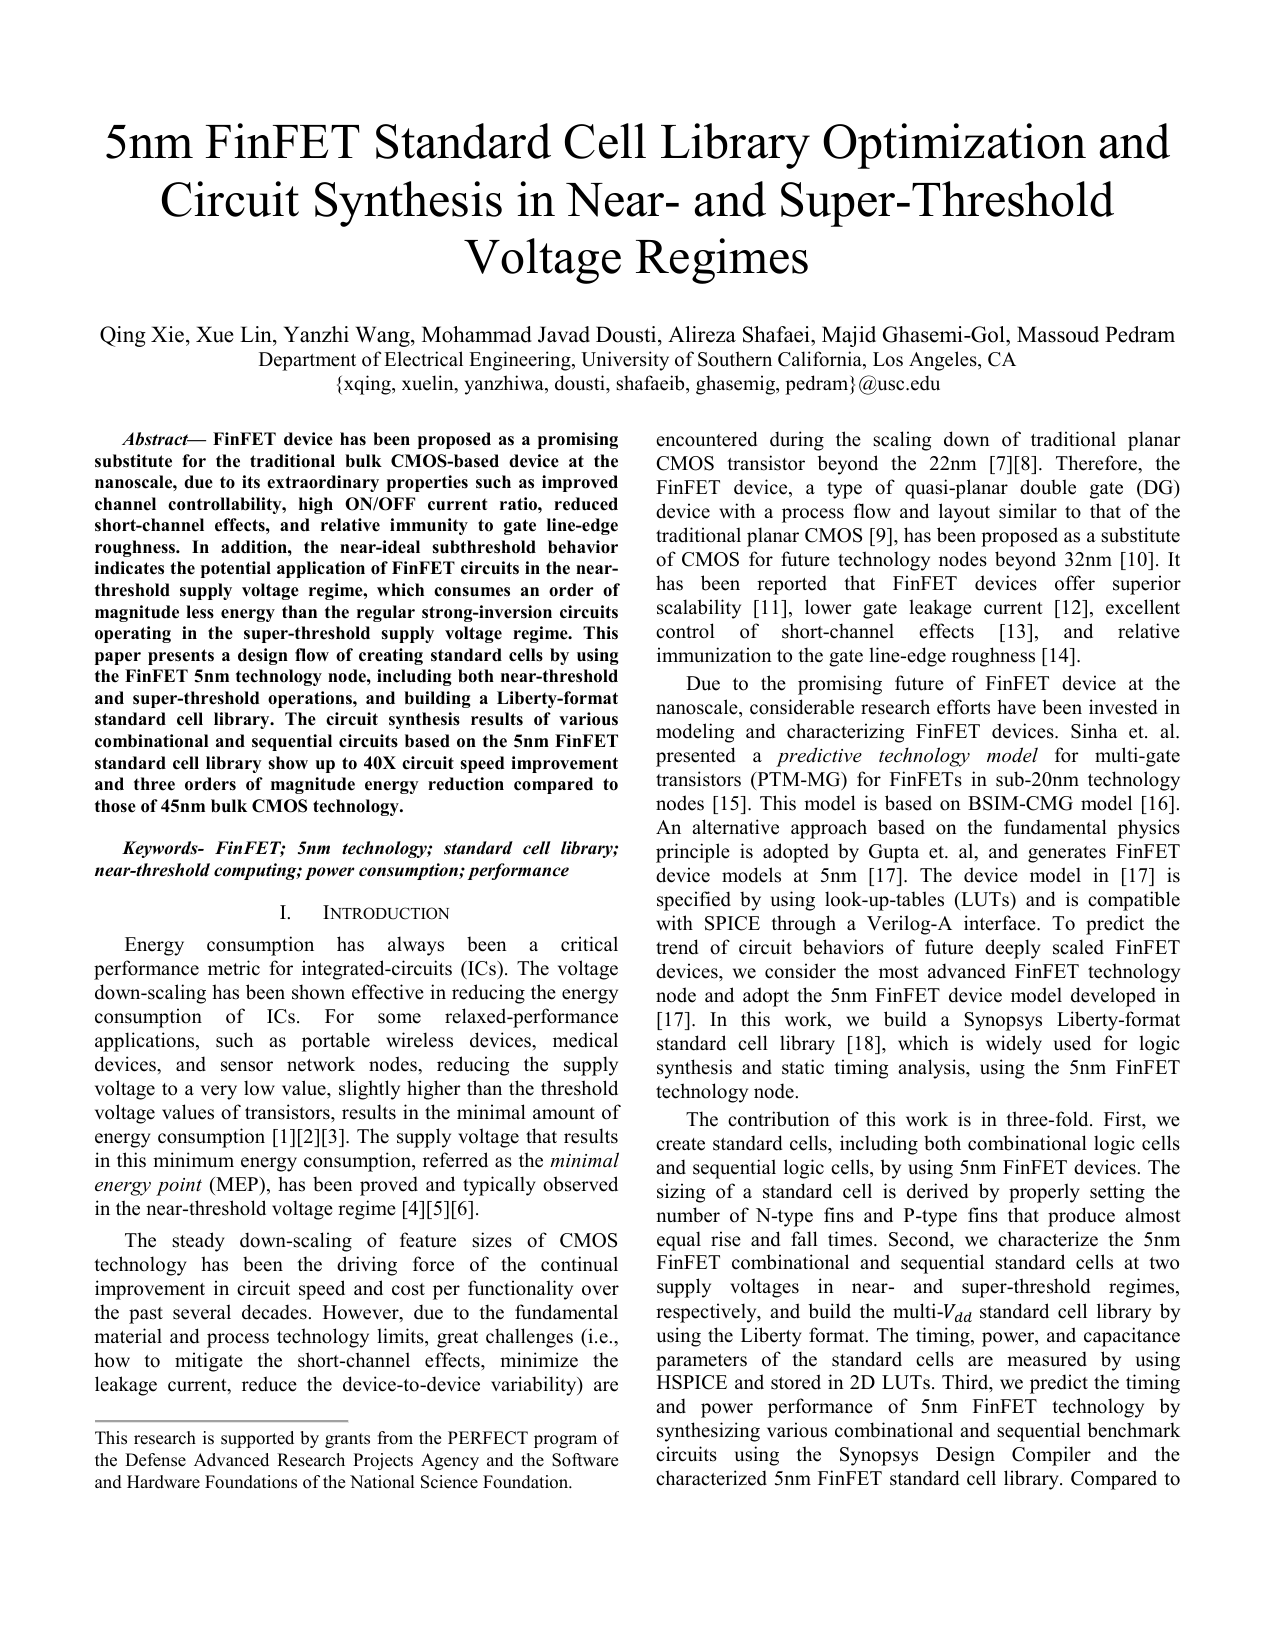 5nm FinFET Standard Cell Library Optimization and
Circuit Synthesis in Near- and Super-Threshold
Voltage Regimes
Qing Xie, Xue Lin, Yanzhi Wang, Mohammad Javad Dousti, Alireza Shafaei, Majid Ghasemi-Gol, Massoud Pedram
Department of Electrical Engineering, University of Southern California, Los Angeles, CA
{xqing, xuelin, yanzhiwa, dousti, shafaeib, ghasemig, pedram}@usc.edu
Abstract— FinFET device has been proposed as a promising
substitute for the traditional bulk CMOS-based device at the
nanoscale, due to its extraordinary properties such as improved
channel controllability, high ON/OFF current ratio, reduced
short-channel effects, and relative immunity to gate line-edge
roughness. In addition, the near-ideal subthreshold behavior
indicates the potential application of FinFET circuits in the near-
threshold supply voltage regime, which consumes an order of
magnitude less energy than the regular strong-inversion circuits
operating in the super-threshold supply voltage regime. This
paper presents a design flow of creating standard cells by using
the FinFET 5nm technology node, including both near-threshold
and super-threshold operations, and building a Liberty-format
standard cell library. The circuit synthesis results of various
combinational and sequential circuits based on the 5nm FinFET
standard cell library show up to 40X circuit speed improvement
and three orders of magnitude energy reduction compared to
those of 45nm bulk CMOS technology.
Keywords- FinFET; 5nm technology; standard cell library;
near-threshold computing; power consumption; performance
I. INTRODUCTION
Energy consumption has always been a critical
performance metric for integrated-circuits (ICs). The voltage
down-scaling has been shown effective in reducing the energy
consumption of ICs. For some relaxed-performance
applications, such as portable wireless devices, medical
devices, and sensor network nodes, reducing the supply
voltage to a very low value, slightly higher than the threshold
voltage values of transistors, results in the minimal amount of
energy consumption [1][2][3]. The supply voltage that results
in this minimum energy consumption, referred as the minimal
energy point (MEP), has been proved and typically observed
in the near-threshold voltage regime [4][5][6].
The steady down-scaling of feature sizes of CMOS
technology has been the driving force of the continual
improvement in circuit speed and cost per functionality over
the past several decades. However, due to the fundamental
material and process technology limits, great challenges (i.e.,
how to mitigate the short-channel effects, minimize the
leakage current, reduce the device-to-device variability) are
This research is supported by grants from the PERFECT program of
the Defense Advanced Research Projects Agency and the Software
and Hardware Foundations of the National Science Foundation.
encountered during the scaling down of traditional planar
CMOS transistor beyond the 22nm [7][8]. Therefore, the
FinFET device, a type of quasi-planar double gate (DG)
device with a process flow and layout similar to that of the
traditional planar CMOS [9], has been proposed as a substitute
of CMOS for future technology nodes beyond 32nm [10]. It
has been reported that FinFET devices offer superior
scalability [11], lower gate leakage current [12], excellent
control of short-channel effects [13], and relative
immunization to the gate line-edge roughness [14].
Due to the promising future of FinFET device at the
nanoscale, considerable research efforts have been invested in
modeling and characterizing FinFET devices. Sinha et. al.
presented a predictive technology model for multi-gate
transistors (PTM-MG) for FinFETs in sub-20nm technology
nodes [15]. This model is based on BSIM-CMG model [16].
An alternative approach based on the fundamental physics
principle is adopted by Gupta et. al, and generates FinFET
device models at 5nm [17]. The device model in [17] is
specified by using look-up-tables (LUTs) and is compatible
with SPICE through a Verilog-A interface. To predict the
trend of circuit behaviors of future deeply scaled FinFET
devices, we consider the most advanced FinFET technology
node and adopt the 5nm FinFET device model developed in
[17]. In this work, we build a Synopsys Liberty-format
standard cell library [18], which is widely used for logic
synthesis and static timing analysis, using the 5nm FinFET
technology node.
The contribution of this work is in three-fold. First, we
create standard cells, including both combinational logic cells
and sequential logic cells, by using 5nm FinFET devices. The
sizing of a standard cell is derived by properly setting the
number of N-type fins and P-type fins that produce almost
equal rise and fall times. Second, we characterize the 5nm
FinFET combinational and sequential standard cells at two
supply voltages in near- and super-threshold regimes,
respectively, and build the multi-Vdd standard cell library by
using the Liberty format. The timing, power, and capacitance
parameters of the standard cells are measured by using
HSPICE and stored in 2D LUTs. Third, we predict the timing
and power performance of 5nm FinFET technology by
synthesizing various combinational and sequential benchmark
circuits using the Synopsys Design Compiler and the
characterized 5nm FinFET standard cell library. Compared to